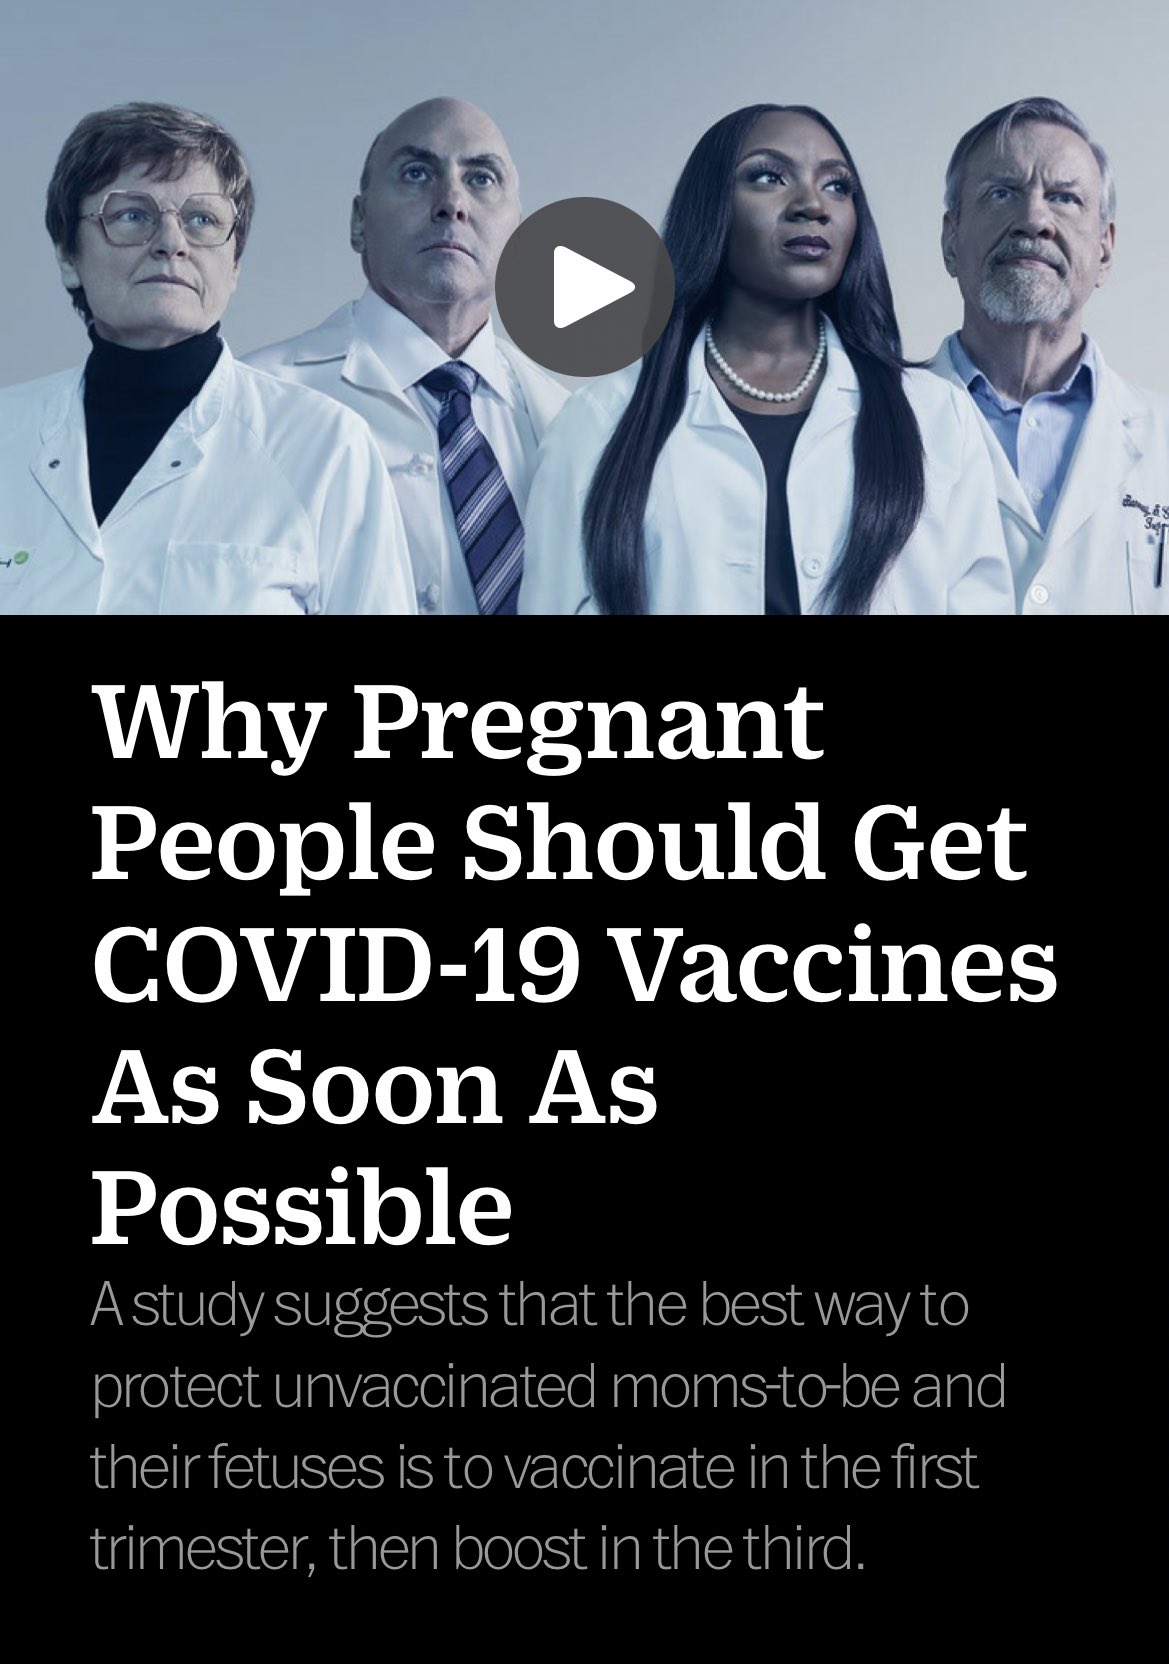 Why Pregnant
People Should Get
COVID-19 Vaccines
As Soon As
Possible
A study suggests that the best way to
protect unvaccinated moms-to-be and
their fetuses is to vaccinate in the first
trimester, then boost in the third.